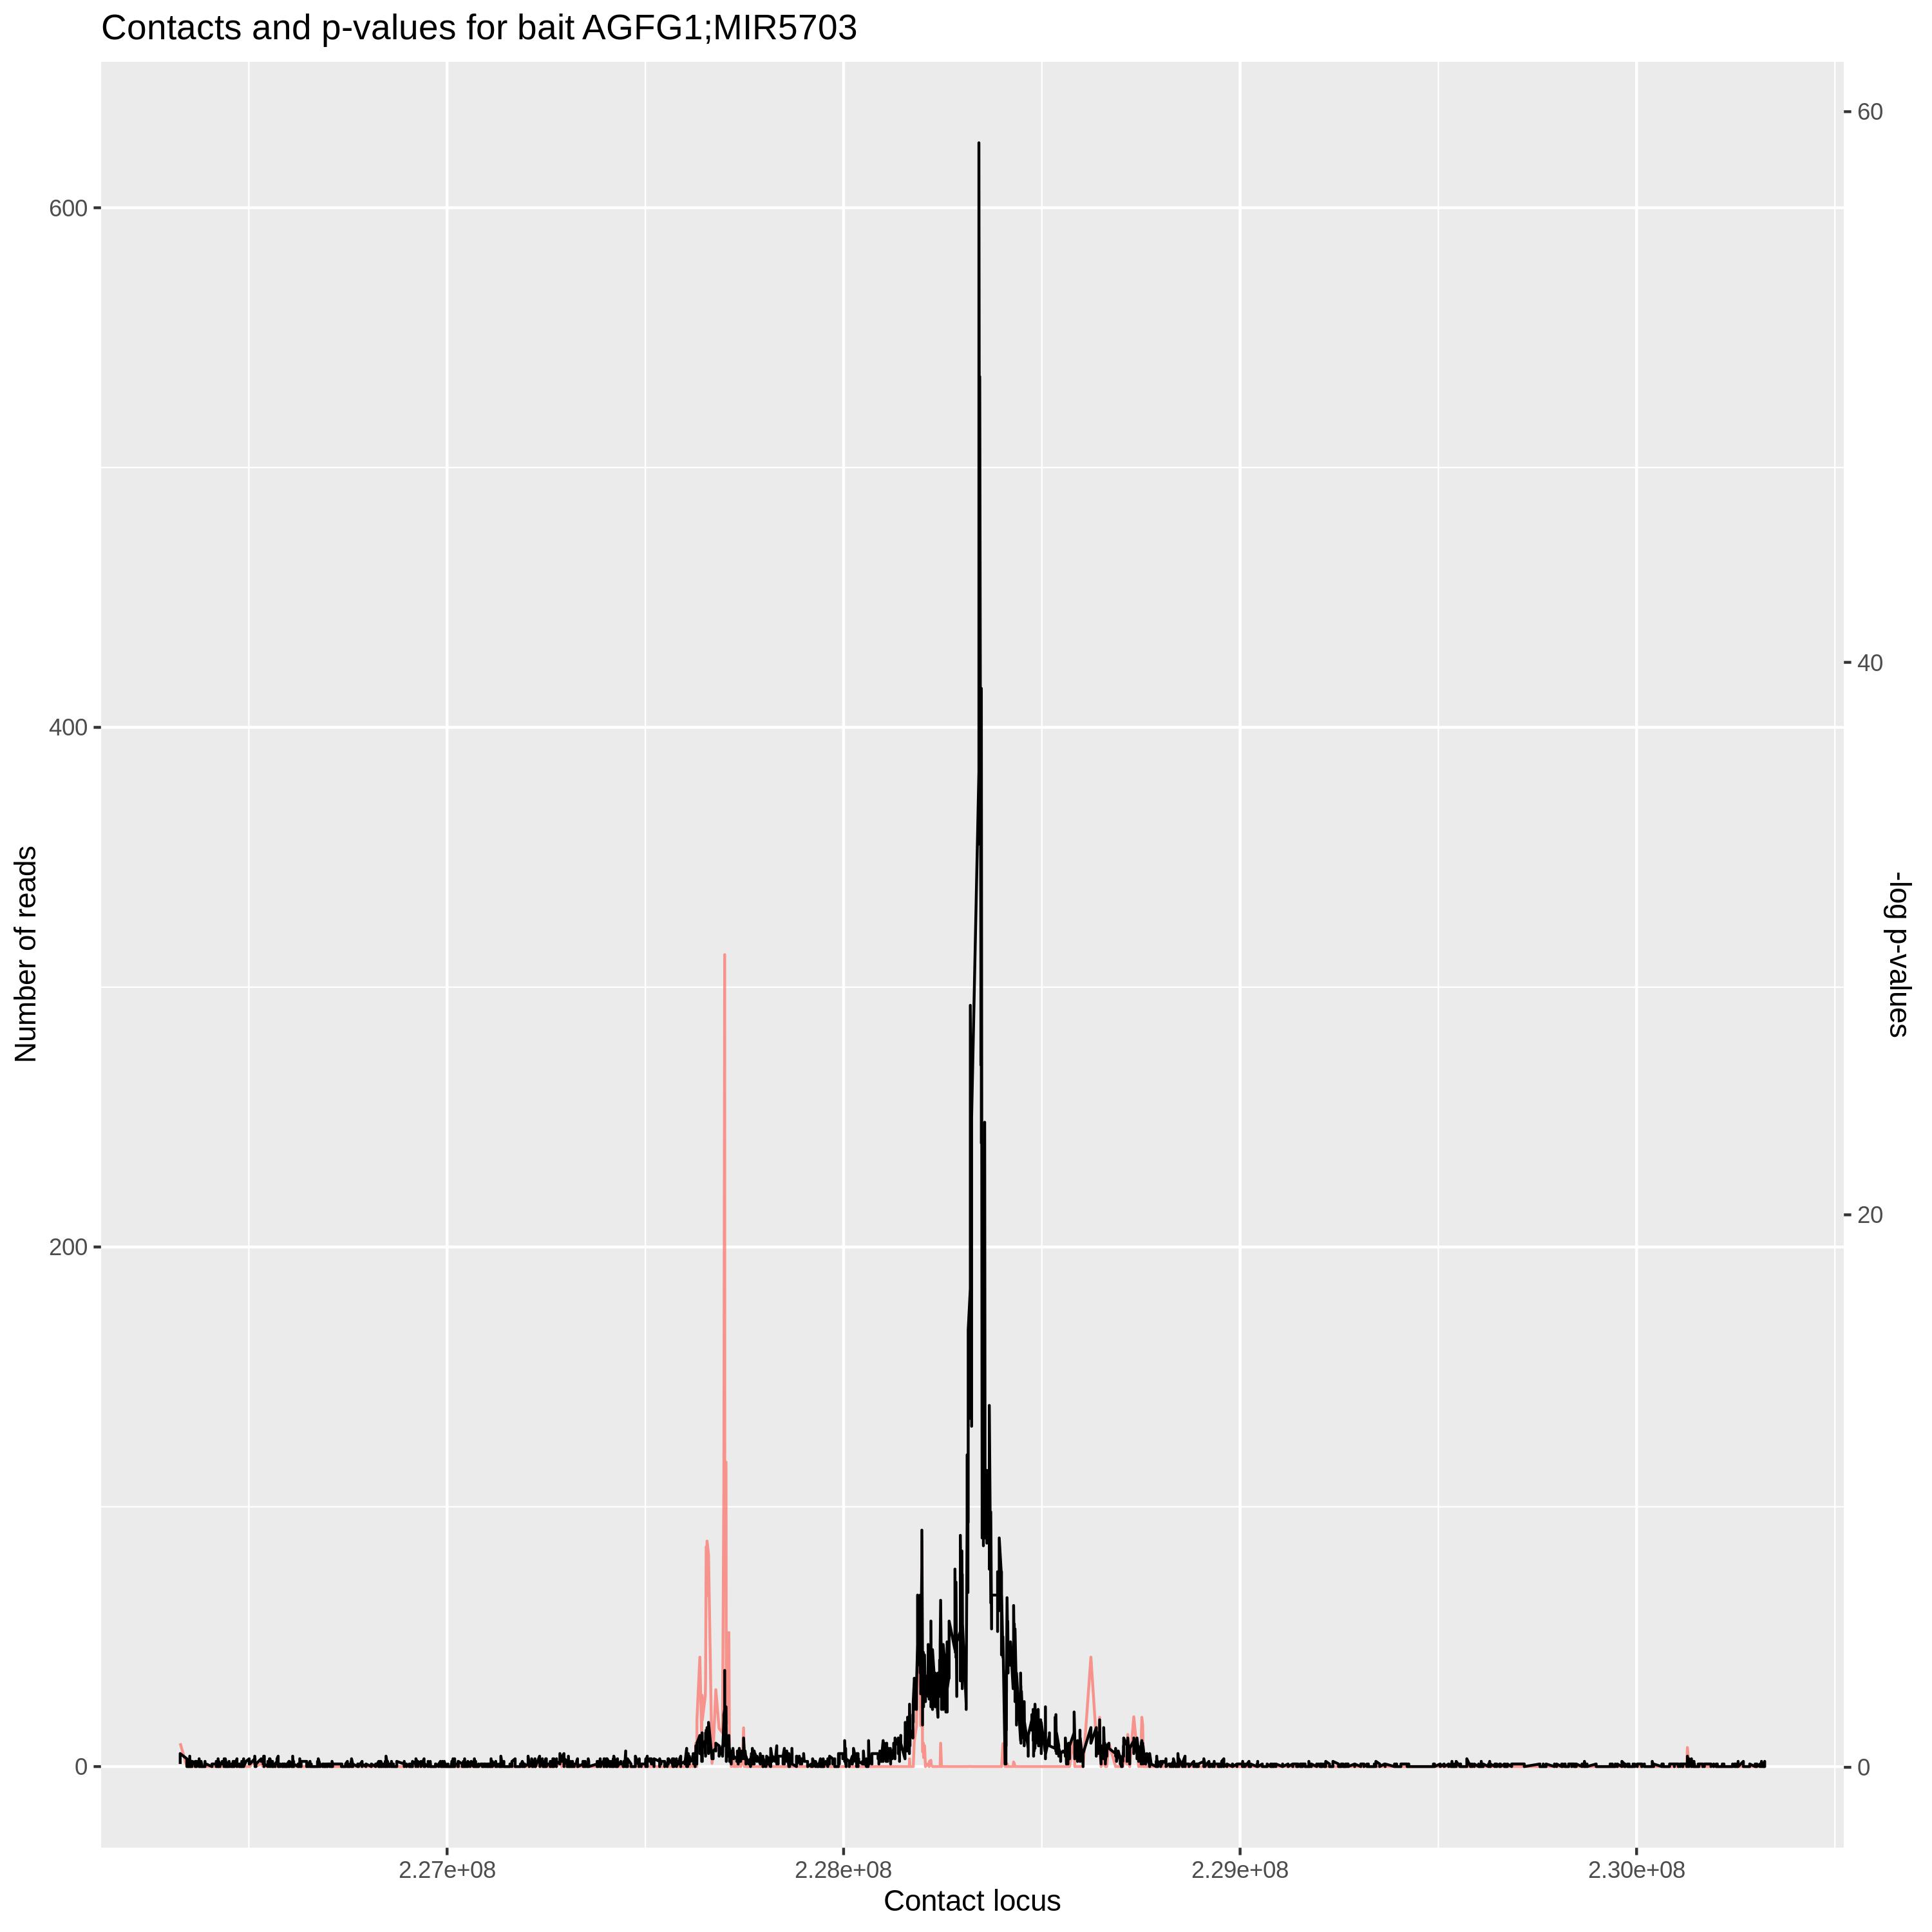 Contacts and p-values for bait AGFG1;MIR5703
60
600
40
400
Number of reads
-log p-values
20
200
0
0
2.27e+08
2.28e+08
2.29e+08
2.30e+08
Contact locus